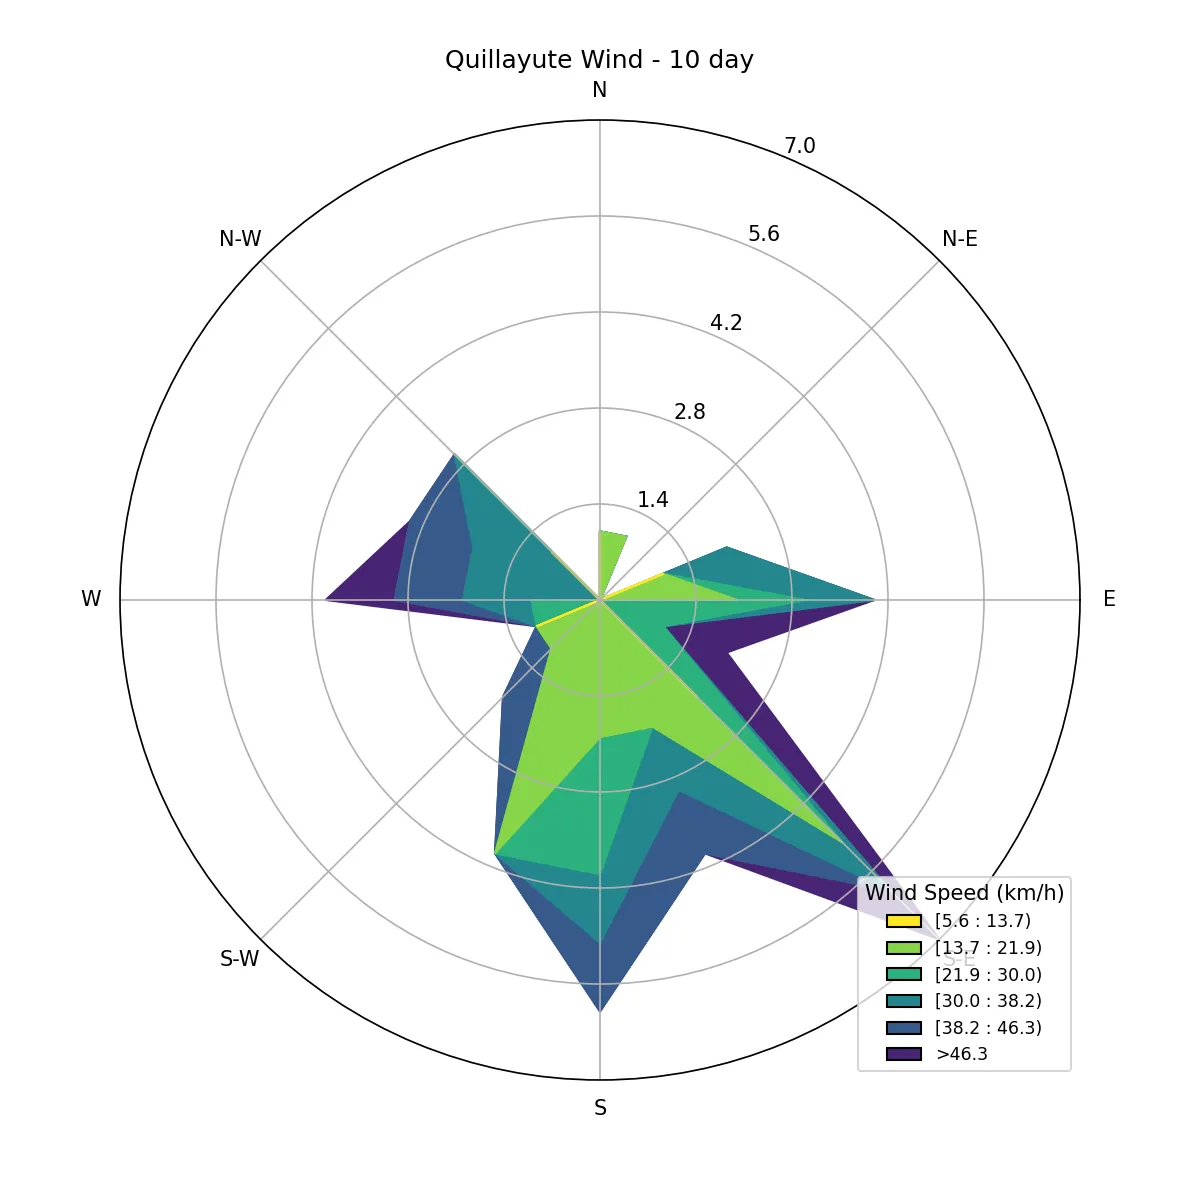 Quillayute Wind - 10 day
N
7.0
N-W
5.6
N-E
4.2
2.8
1.4
W
E
Wind Speed (km/h)
[5.6 : 13.7)
[13.7 : 21.9)
S-W
S-E
[21.9 : 30.0)
[30.0 : 38.2)
[38.2 : 46.3)
>46.3
S